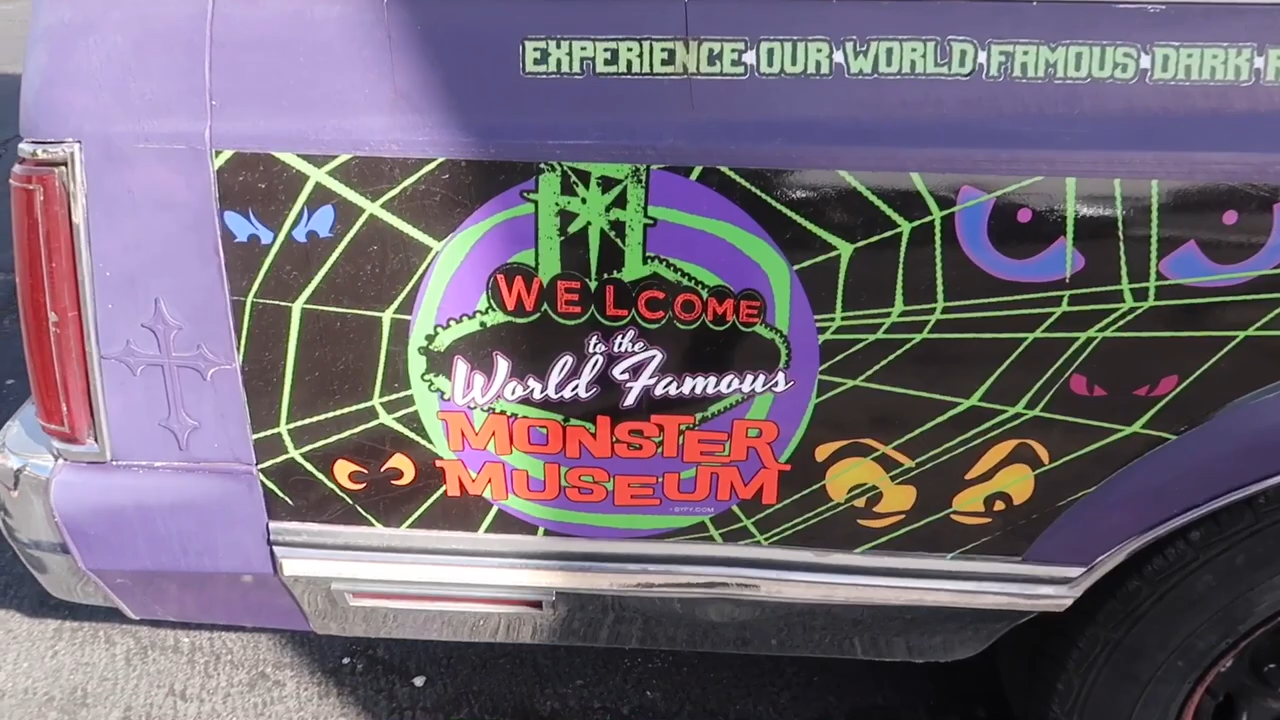 EXPERIENCE OUR WORLD FAMOUS DARK
WELCOME
to the
World Famous
MONSTER
MUSEUM